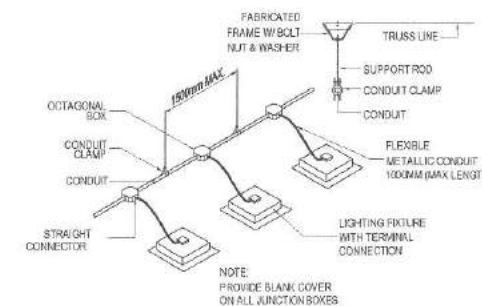 FABRICATED
FRAME W/ BOLT
NUT & WASHER
TRUSS LINE
SUPPORT ROD
CONDUIT CLAMP
CONDUIT
1500mm MAX.
OCTAGONAL
BOX
CONDUIT
CLAMP
CONDUIT
STRAIGHT
CONNECTOR
FLEXIBLE
METALLIC CONDUIT
1000MM (MAX LENGT
LIGHTING FIXTURE
WITH TERMINAL
CONNECTION
NOTE:
PROVIDE BLANK COVER
ON ALL JUNCTION BOXES